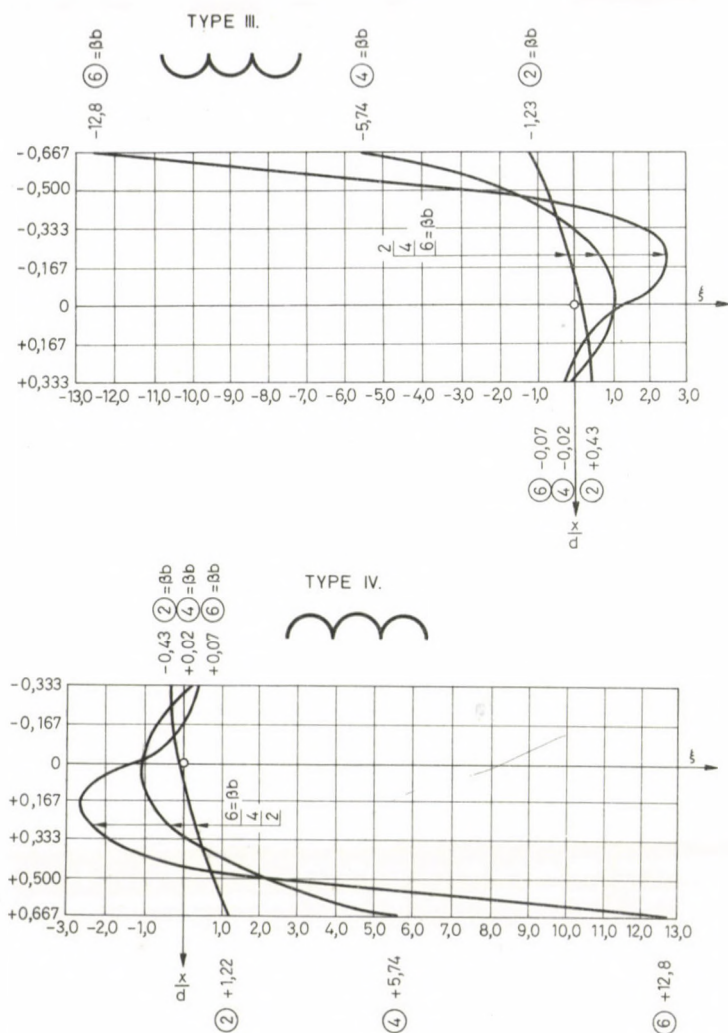 TYPE III.
⑥=βb
④=βb
②=βb
-12,8
-5,74
-1,23
-0,667
-0,500
-0,333
-0,167
0
+0,167
+0,333
2 4 6=βb
ξ
-13,0 -12,0 -11,0 -10,0 -9,0 -8,0 -7,0 -6,0 -5,0 -4,0 -3,0 -2,0 -1,0 1,0 2,0 3,0
⑥ -0,07
④ -0,02
② +0,43
x/a
TYPE IV.
-0,43 ②=βb
+0,02 ④=βb
+0,07 ⑥=βb
-0,333
-0,167
0
+0,167
+0,333
+0,500
+0,667
6=βb 4 2
ξ
-3,0 -2,0 -1,0 1,0 2,0 3,0 4,0 5,0 6,0 7,0 8,0 9,0 10,0 11,0 12,0 13,0
x/a
② +1,22
④ +5,74
⑥ +12,8